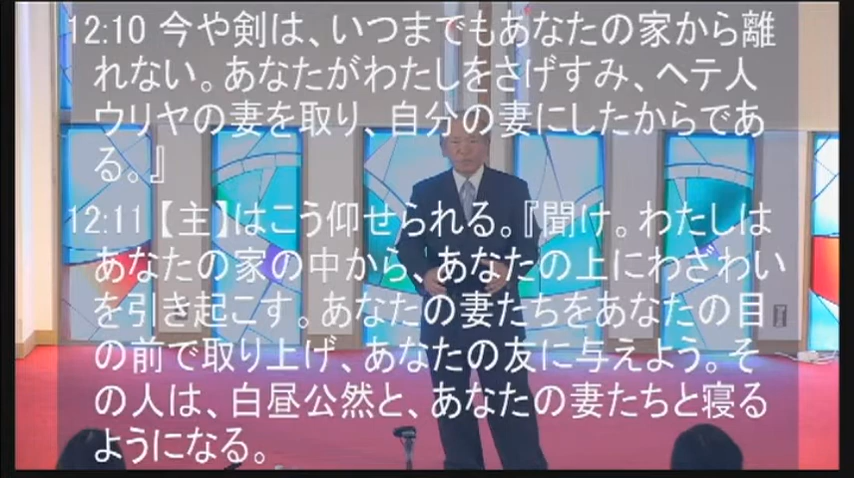 12:10 今や剣は、いつまでもあなたの家から離
れない。あなたがわたしをさげすみ、ヘテ人
ウリヤの妻を取り、自分の妻にしたからであ
る。』
12:11 【主】はこう仰せられる。『聞け。わたしは
あなたの家の中から、あなたの上にわざわい
を引き起こす。あなたの妻たちをあなたの目
の前で取り上げ、あなたの友に与えよう。そ
の人は、白昼公然と、あなたの妻たちと寝る
ようになる。